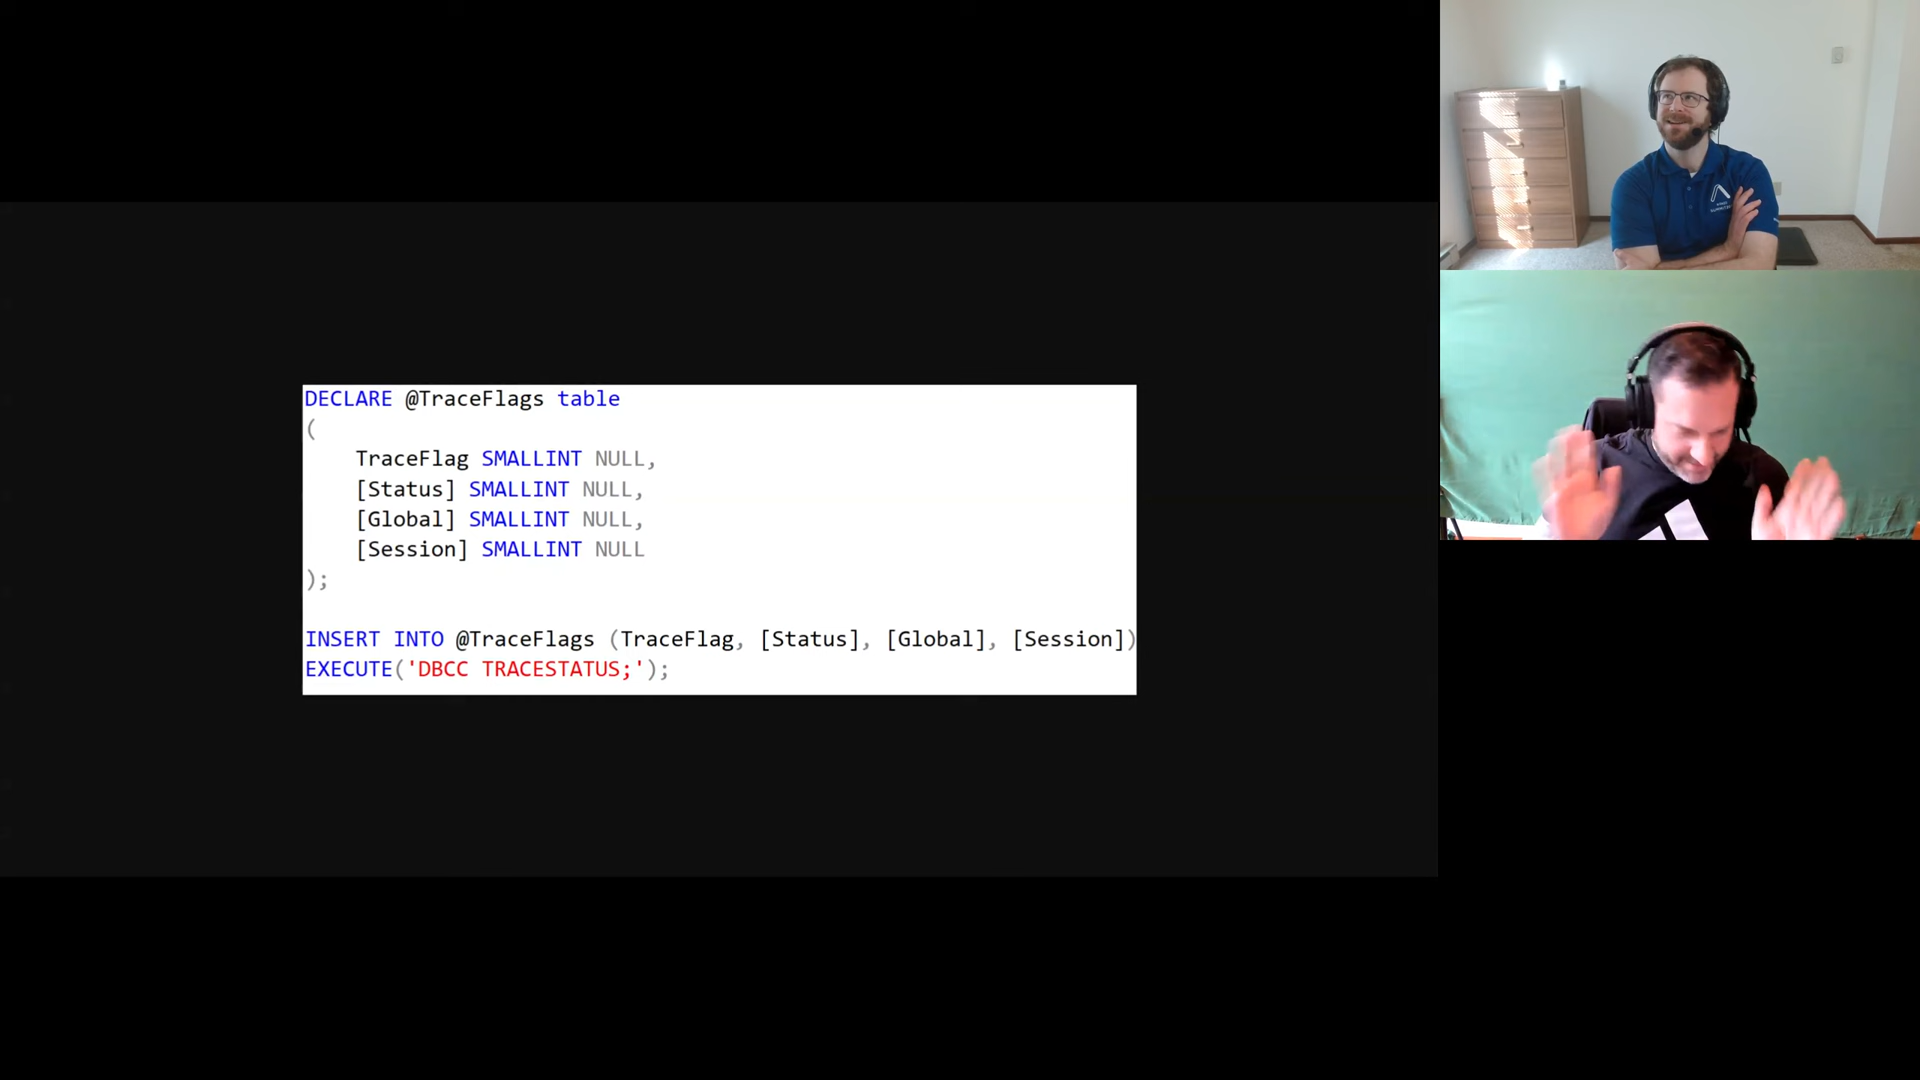 DECLARE @TraceFlags table
(
    TraceFlag SMALLINT NULL,
    [Status] SMALLINT NULL,
    [Global] SMALLINT NULL,
    [Session] SMALLINT NULL
);

INSERT INTO @TraceFlags (TraceFlag, [Status], [Global], [Session])
EXECUTE('DBCC TRACESTATUS;');